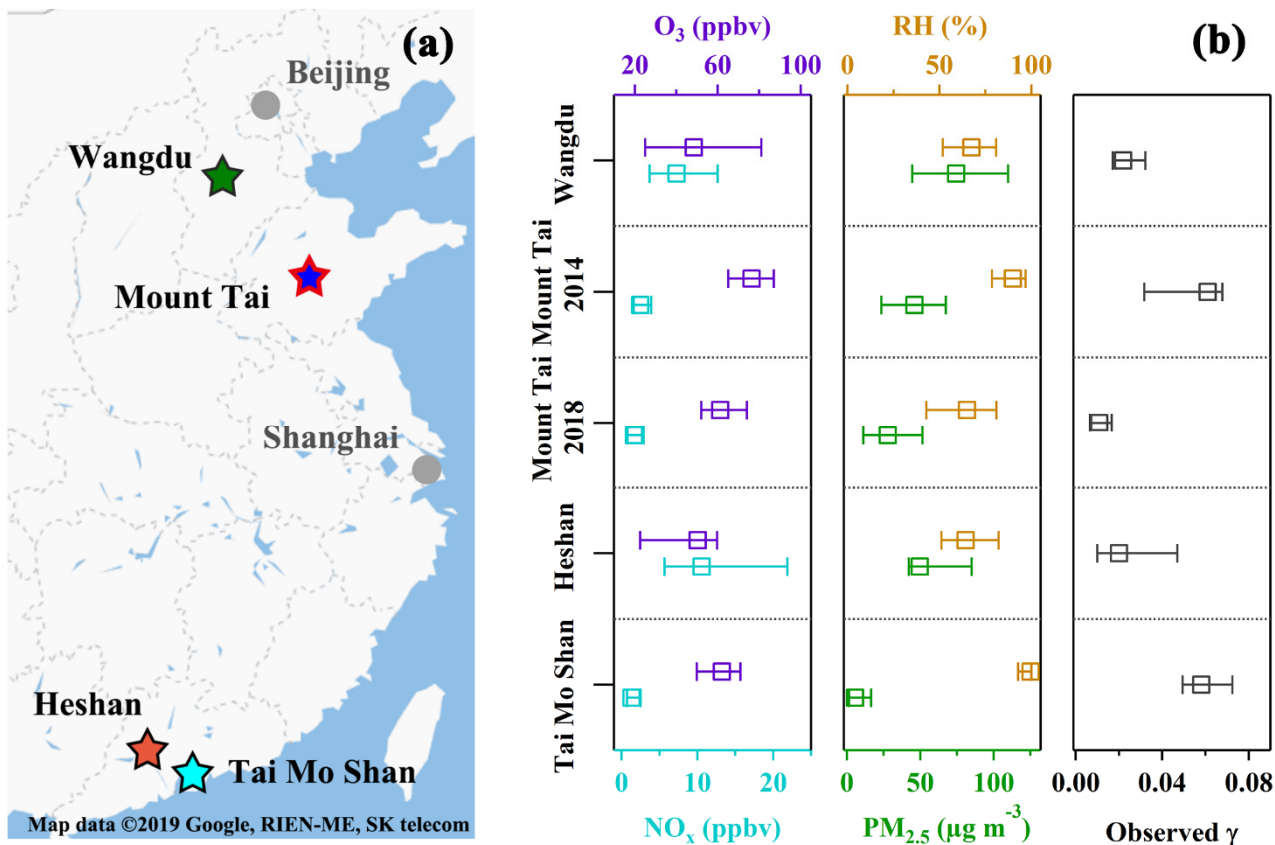 (a)
Beijing
Wangdu
Mount Tai
Shanghai
Heshan
Tai Mo Shan
Map data ©2019 Google, RIEN-ME, SK telecom
(b)
O₃ (ppbv)
20 60 100
RH (%)
0 50 100
Wangdu
Mount Tai
2014
Mount Tai
2018
Heshan
Tai Mo Shan
0 10 20
NOₓ (ppbv)
0 50 100
PM₂.₅ (μg m⁻³)
0.00 0.04 0.08
Observed γ